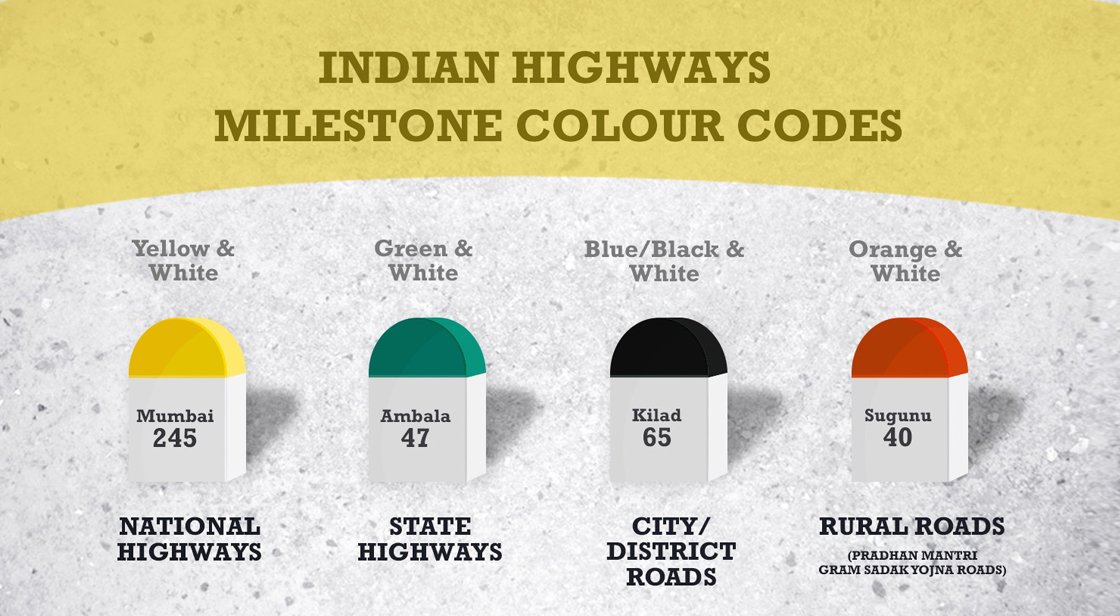 INDIAN HIGHWAYS
MILESTONE COLOUR CODES
Yellow &
White
Green &
White
Blue/Black &
White
Orange &
White
Mumbai
245
Ambala
47
Kilad
65
Sugunu
40
NATIONAL
HIGHWAYS
STATE
HIGHWAYS
CITY/
DISTRICT
ROADS
RURAL ROADS
(PRADHAN MANTRI
GRAM SADAK YOJNA ROADS)